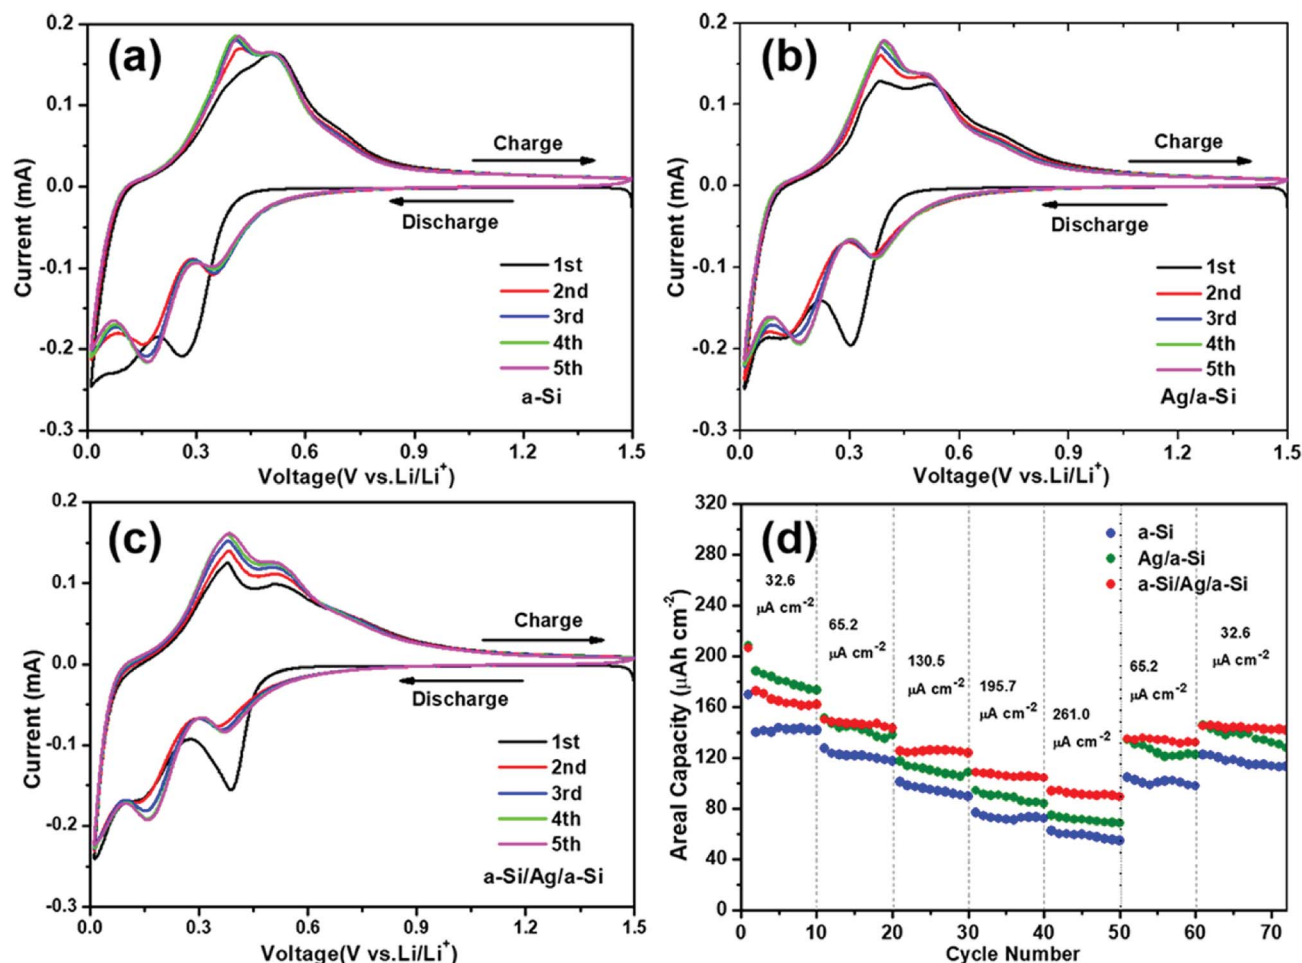 (a)
0.2
0.1
0.0
-0.1
-0.2
-0.3
Current (mA)
Charge
Discharge
1st
2nd
3rd
4th
5th
a-Si
0.0
0.3
0.6
0.9
1.2
1.5
Voltage(V vs.Li/Li⁺)
(b)
0.2
0.1
0.0
-0.1
-0.2
-0.3
Current (mA)
Charge
Discharge
1st
2nd
3rd
4th
5th
Ag/a-Si
0.0
0.3
0.6
0.9
1.2
1.5
Voltage(V vs.Li/Li⁺)
(c)
0.2
0.1
0.0
-0.1
-0.2
-0.3
Current (mA)
Charge
Discharge
1st
2nd
3rd
4th
5th
a-Si/Ag/a-Si
0.0
0.3
0.6
0.9
1.2
1.5
Voltage(V vs.Li/Li⁺)
(d)
320
280
240
200
160
120
80
40
0
Areal Capacity (μAh cm⁻²)
a-Si
Ag/a-Si
a-Si/Ag/a-Si
32.6
μA cm⁻²
65.2
μA cm⁻²
130.5
μA cm⁻²
195.7
μA cm⁻²
261.0
μA cm⁻²
65.2
μA cm⁻²
32.6
μA cm⁻²
0
10
20
30
40
50
60
70
Cycle Number